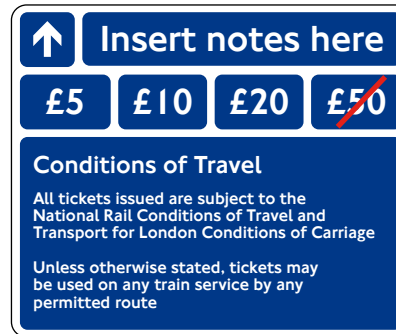 Insert notes here
£5 £10 £20 £50
Conditions of Travel
All tickets issued are subject to the
National Rail Conditions of Travel and
Transport for London Conditions of Carriage
Unless otherwise stated, tickets may
be used on any train service by any
permitted route